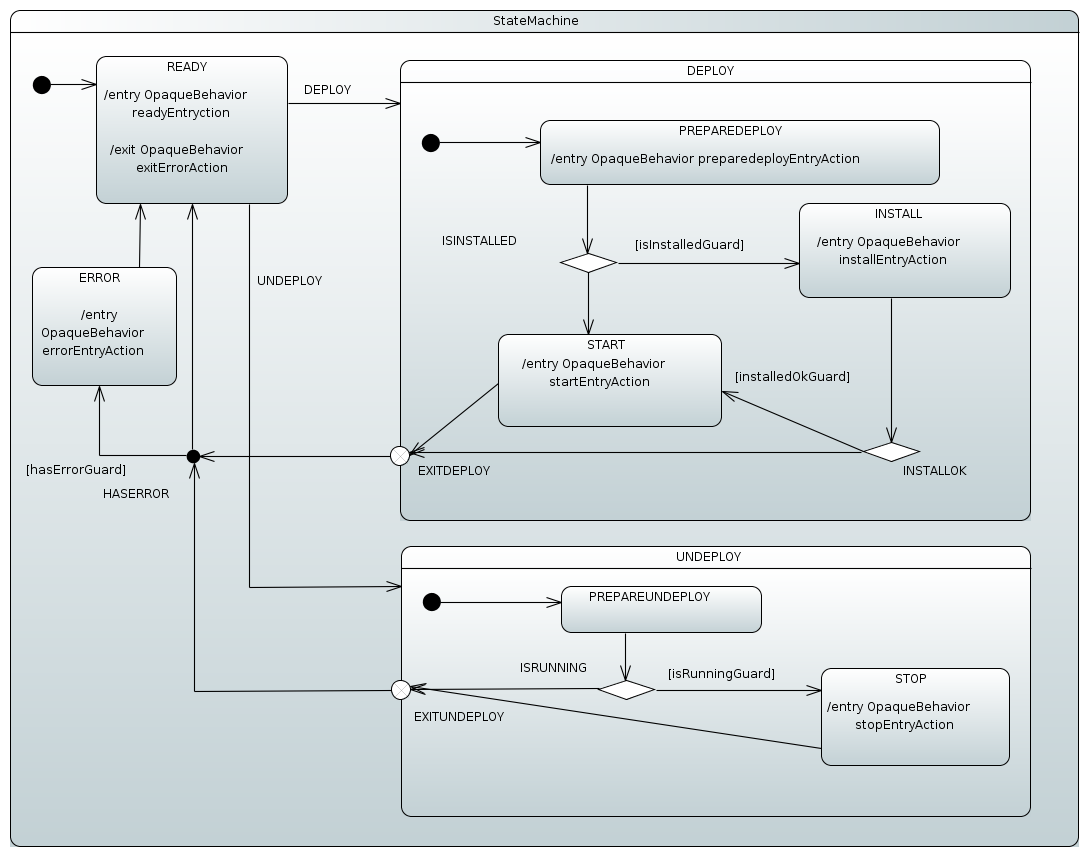 StateMachine
READY
/entry OpaqueBehavior
readyEntryction
/exit OpaqueBehavior
exitErrorAction
DEPLOY
DEPLOY
PREPAREDEPLOY
/entry OpaqueBehavior preparedeployEntryAction
ISINSTALLED
[isInstalledGuard]
INSTALL
/entry OpaqueBehavior
installEntryAction
UNDEPLOY
ERROR
/entry
OpaqueBehavior
errorEntryAction
START
/entry OpaqueBehavior
startEntryAction
[installedOkGuard]
[hasErrorGuard]
HASERROR
EXITDEPLOY
INSTALLOK
UNDEPLOY
PREPAREUNDEPLOY
ISRUNNING
[isRunningGuard]
STOP
/entry OpaqueBehavior
stopEntryAction
EXITUNDEPLOY